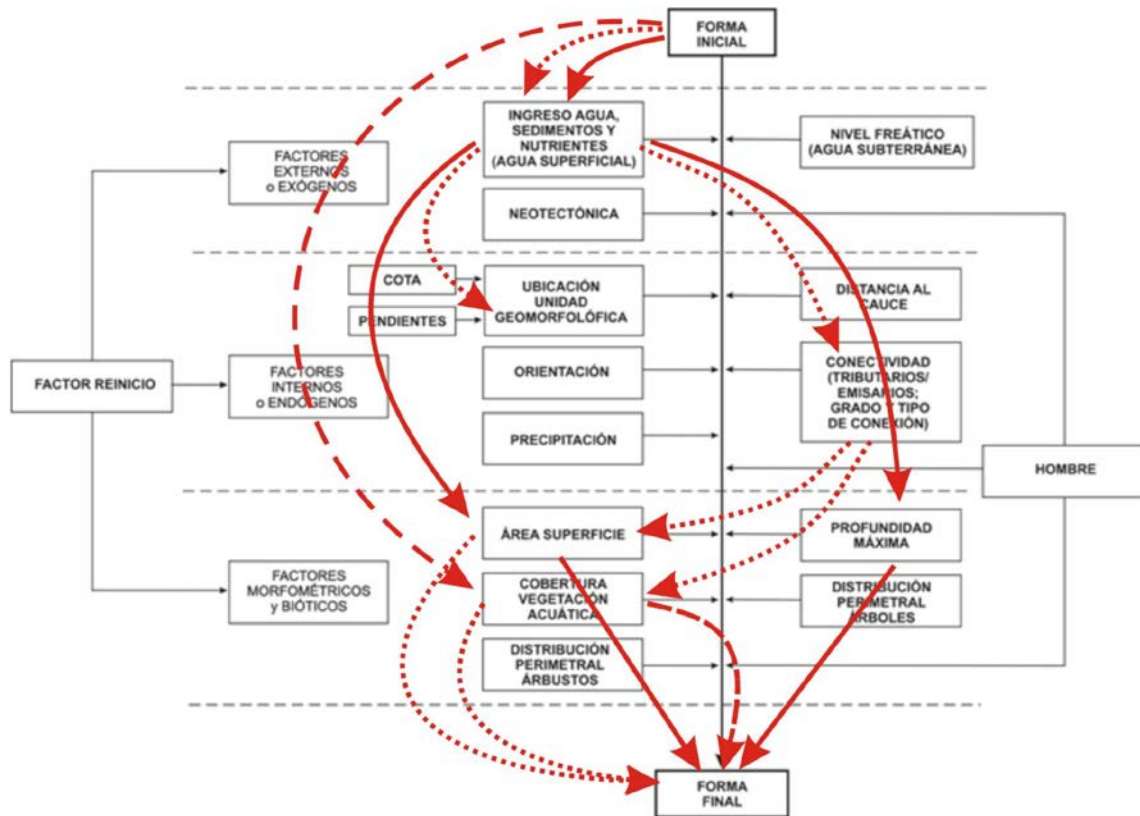 FORMA
INICIAL
INGRESO AGUA,
SEDIMENTOS Y
NUTRIENTES
(AGUA SUPERFICIAL)
NIVEL FREÁTICO
(AGUA SUBTERRÁNEA)
FACTORES
EXTERNOS
o EXÓGENOS
NEOTECTÓNICA
COTA
PENDIENTES
UBICACIÓN
UNIDAD
GEOMORFOLÓFICA
DISTANCIA AL
CAUCE
FACTOR REINICIO
FACTORES
INTERNOS
o ENDÓGENOS
ORIENTACIÓN
CONECTIVIDAD
(TRIBUTARIOS/
EMISARIOS;
GRADO Y TIPO
DE CONEXIÓN)
PRECIPITACIÓN
HOMBRE
ÁREA SUPERFICIE
PROFUNDIDAD
MÁXIMA
FACTORES
MORFOMÉTRICOS
y BIÓTICOS
COBERTURA
VEGETACIÓN
ACUÁTICA
DISTRIBUCIÓN
PERIMETRAL
ÁRBOLES
DISTRIBUCIÓN
PERIMETRAL
ÁRBUSTOS
FORMA
FINAL